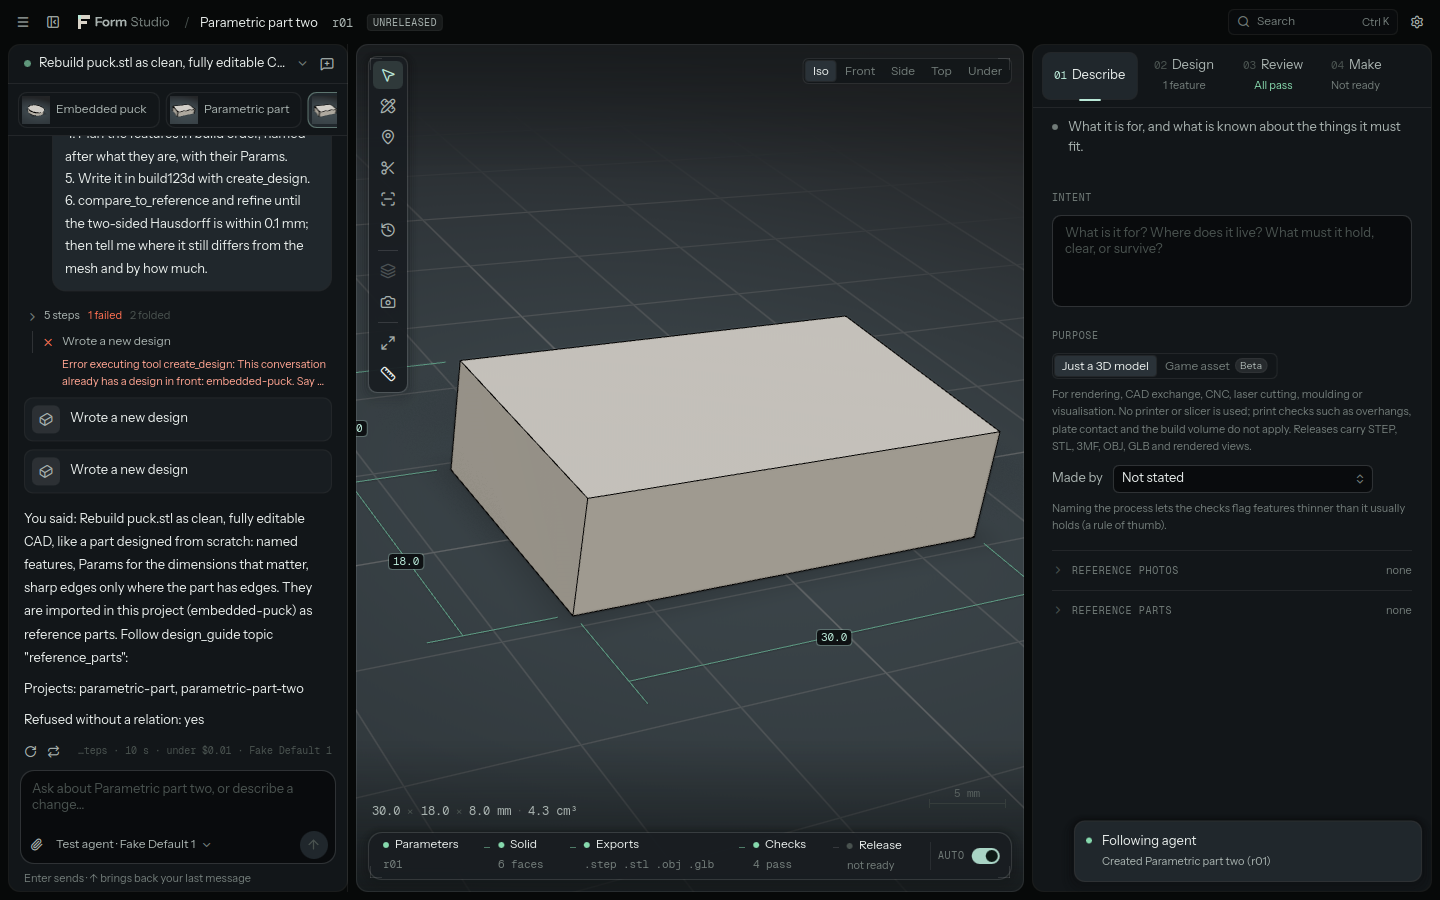 Form Studio / Parametric part two r01 UNRELEASED
Search Ctrl K
Rebuild puck.stl as clean, fully editable C...
Embedded puck
Parametric part
after what they are, with their Params.
5. Write it in build123d with create_design.
6. compare_to_reference and refine until
the two-sided Hausdorff is within 0.1 mm;
then tell me where it still differs from the
mesh and by how much.
5 steps 1 failed 2 folded
Wrote a new design
Error executing tool create_design: This conversation
already has a design in front: embedded-puck. Say ...
Wrote a new design
Wrote a new design
You said: Rebuild puck.stl as clean, fully editable
CAD, like a part designed from scratch: named
features, Params for the dimensions that matter,
sharp edges only where the part has edges. They
are imported in this project (embedded-puck) as
reference parts. Follow design_guide topic
"reference_parts":
Projects: parametric-part, parametric-part-two
Refused without a relation: yes
…teps · 10 s · under $0.01 · Fake Default 1
Ask about Parametric part two, or describe a
change...
Test agent · Fake Default 1
Enter sends · ↑ brings back your last message
Iso Front Side Top Under
0
18.0
30.0
5 mm
30.0 × 18.0 × 8.0 mm · 4.3 cm³
Parameters
r01
Solid
6 faces
Exports
.step .stl .obj .glb
Checks
4 pass
Release
not ready
AUTO
01 Describe
02 Design
1 feature
03 Review
All pass
04 Make
Not ready
What it is for, and what is known about the things it must
fit.
INTENT
What is it for? Where does it live? What must it hold,
clear, or survive?
PURPOSE
Just a 3D model
Game asset Beta
For rendering, CAD exchange, CNC, laser cutting, moulding or
visualisation. No printer or slicer is used; print checks such as overhangs,
plate contact and the build volume do not apply. Releases carry STEP,
STL, 3MF, OBJ, GLB and rendered views.
Made by Not stated
Naming the process lets the checks flag features thinner than it usually
holds (a rule of thumb).
REFERENCE PHOTOS none
REFERENCE PARTS none
Following agent
Created Parametric part two (r01)